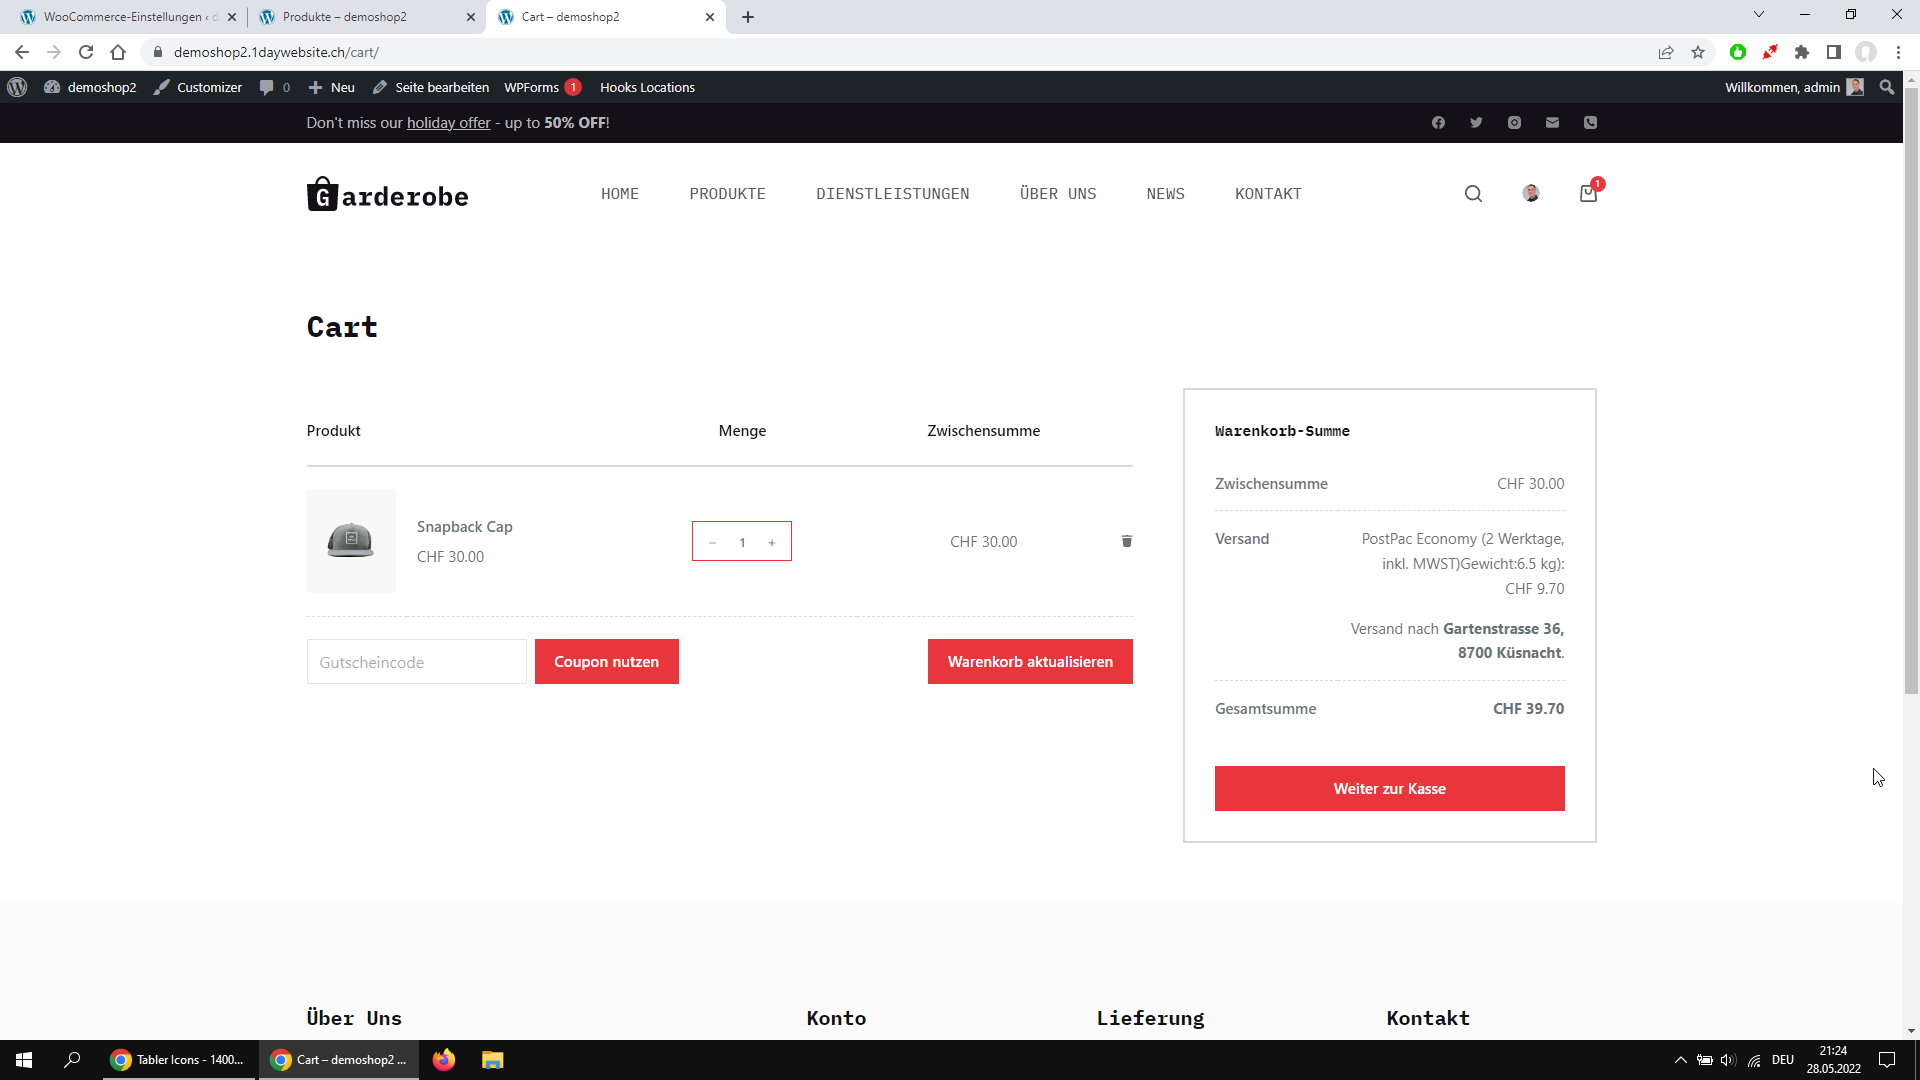 WooCommerce-Einstellungen ‹ d
Produkte – demoshop2
Cart – demoshop2
demoshop2.1daywebsite.ch/cart/
demoshop2
Customizer
0
Neu
Seite bearbeiten
WPForms 1
Hooks Locations
Willkommen, admin
Don't miss our holiday offer - up to 50% OFF!
Garderobe
HOME
PRODUKTE
DIENSTLEISTUNGEN
ÜBER UNS
NEWS
KONTAKT
1
Cart
Produkt
Menge
Zwischensumme
Snapback Cap
CHF 30.00
− 1 +
CHF 30.00
Gutscheincode
Coupon nutzen
Warenkorb aktualisieren
Warenkorb-Summe
Zwischensumme
CHF 30.00
Versand
PostPac Economy (2 Werktage,
inkl. MWST)Gewicht:6.5 kg):
CHF 9.70
Versand nach Gartenstrasse 36,
8700 Küsnacht.
Gesamtsumme
CHF 39.70
Weiter zur Kasse
Über Uns
Konto
Lieferung
Kontakt
Tabler Icons - 1400...
Cart – demoshop2 ...
DEU
21:24
28.05.2022